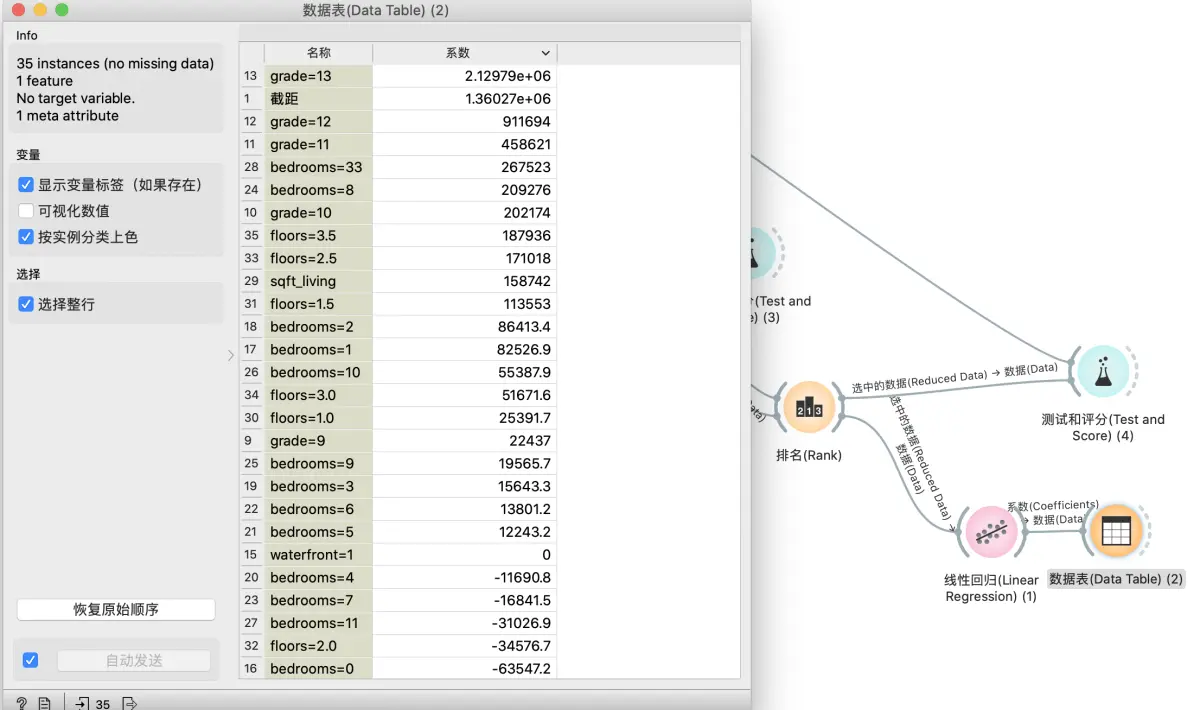 数据表(Data Table) (2)
Info
35 instances (no missing data)
1 feature
No target variable.
1 meta attribute
变量
显示变量标签（如果存在）
可视化数值
按实例分类上色
选择
选择整行
恢复原始顺序
自动发送
35
名称 系数
13 grade=13 2.12979e+06
1 截距 1.36027e+06
12 grade=12 911694
11 grade=11 458621
28 bedrooms=33 267523
24 bedrooms=8 209276
10 grade=10 202174
35 floors=3.5 187936
33 floors=2.5 171018
29 sqft_living 158742
31 floors=1.5 113553
18 bedrooms=2 86413.4
17 bedrooms=1 82526.9
26 bedrooms=10 55387.9
34 floors=3.0 51671.6
30 floors=1.0 25391.7
9 grade=9 22437
25 bedrooms=9 19565.7
19 bedrooms=3 15643.3
22 bedrooms=6 13801.2
21 bedrooms=5 12243.2
15 waterfront=1 0
20 bedrooms=4 -11690.8
23 bedrooms=7 -16841.5
27 bedrooms=11 -31026.9
32 floors=2.0 -34576.7
16 bedrooms=0 -63547.2
(Test and
(3)
选中的数据(Reduced Data) → 数据(Data)
测试和评分(Test and
Score) (4)
排名(Rank)
选中的数据(Reduced Data)
数据(Data)
系数(Coefficients)
→ 数据(Data
线性回归(Linear
Regression) (1)
数据表(Data Table) (2)